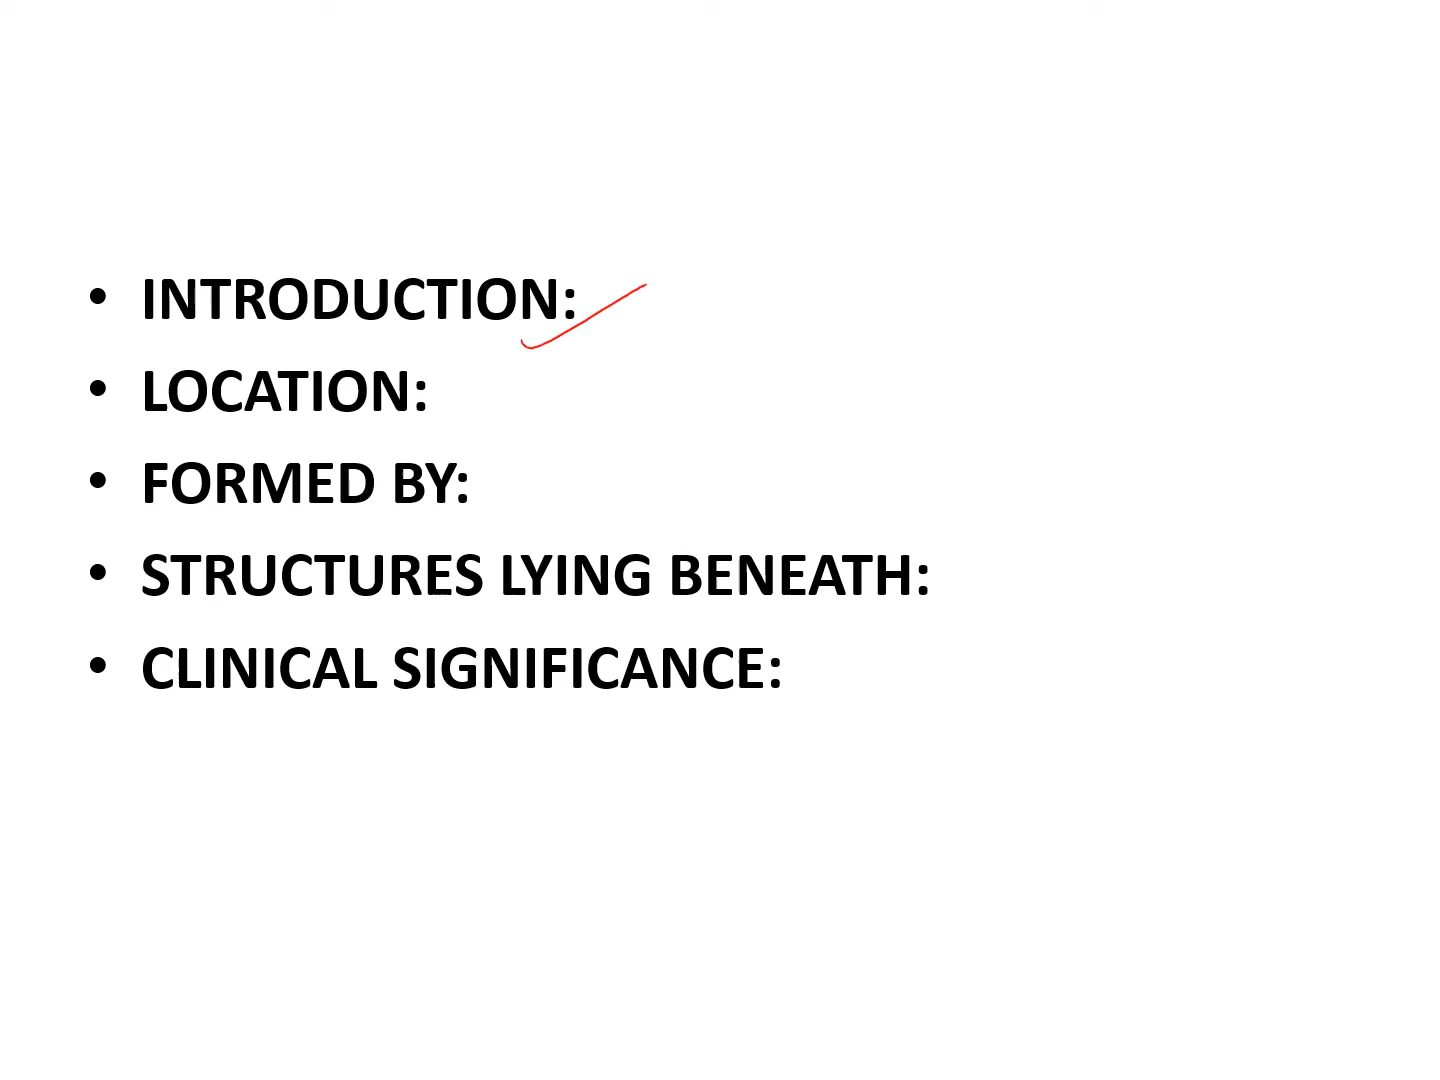 • INTRODUCTION:
• LOCATION:
• FORMED BY:
• STRUCTURES LYING BENEATH:
• CLINICAL SIGNIFICANCE: